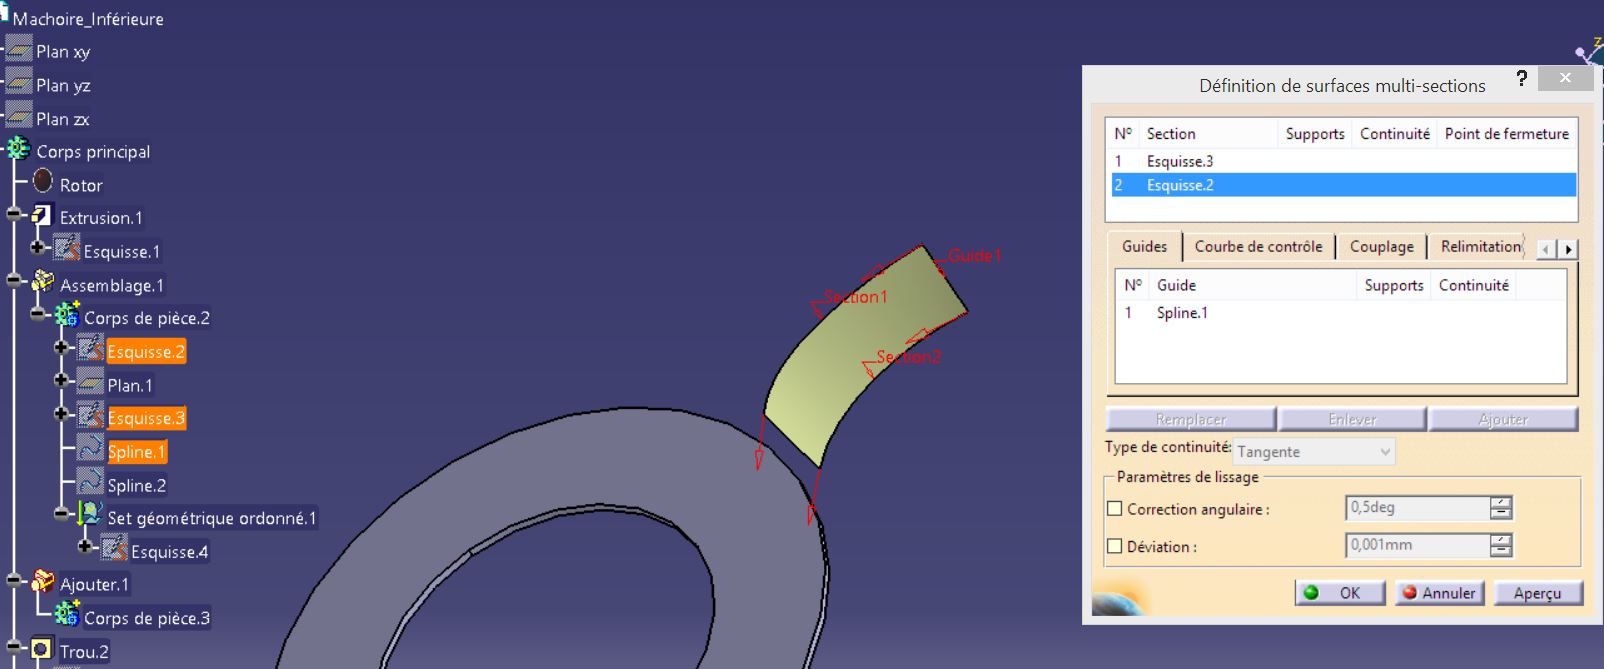 Machoire_Inférieure
Plan xy
Plan yz
Plan zx
Corps principal
Rotor
Extrusion.1
Esquisse.1
Assemblage.1
Corps de pièce.2
Esquisse.2
Plan.1
Esquisse.3
Spline.1
Spline.2
Set géométrique ordonné.1
Esquisse.4
Ajouter.1
Corps de pièce.3
Trou.2
Guide1
Section1
Section2
z
Définition de surfaces multi-sections ? x
N° Section Supports Continuité Point de fermeture
1 Esquisse.3
2 Esquisse.2
Guides Courbe de contrôle Couplage Relimitation
N° Guide Supports Continuité
1 Spline.1
Remplacer Enlever Ajouter
Type de continuité: Tangente
Paramètres de lissage
Correction angulaire : 0,5deg
Déviation : 0,001mm
OK Annuler Aperçu